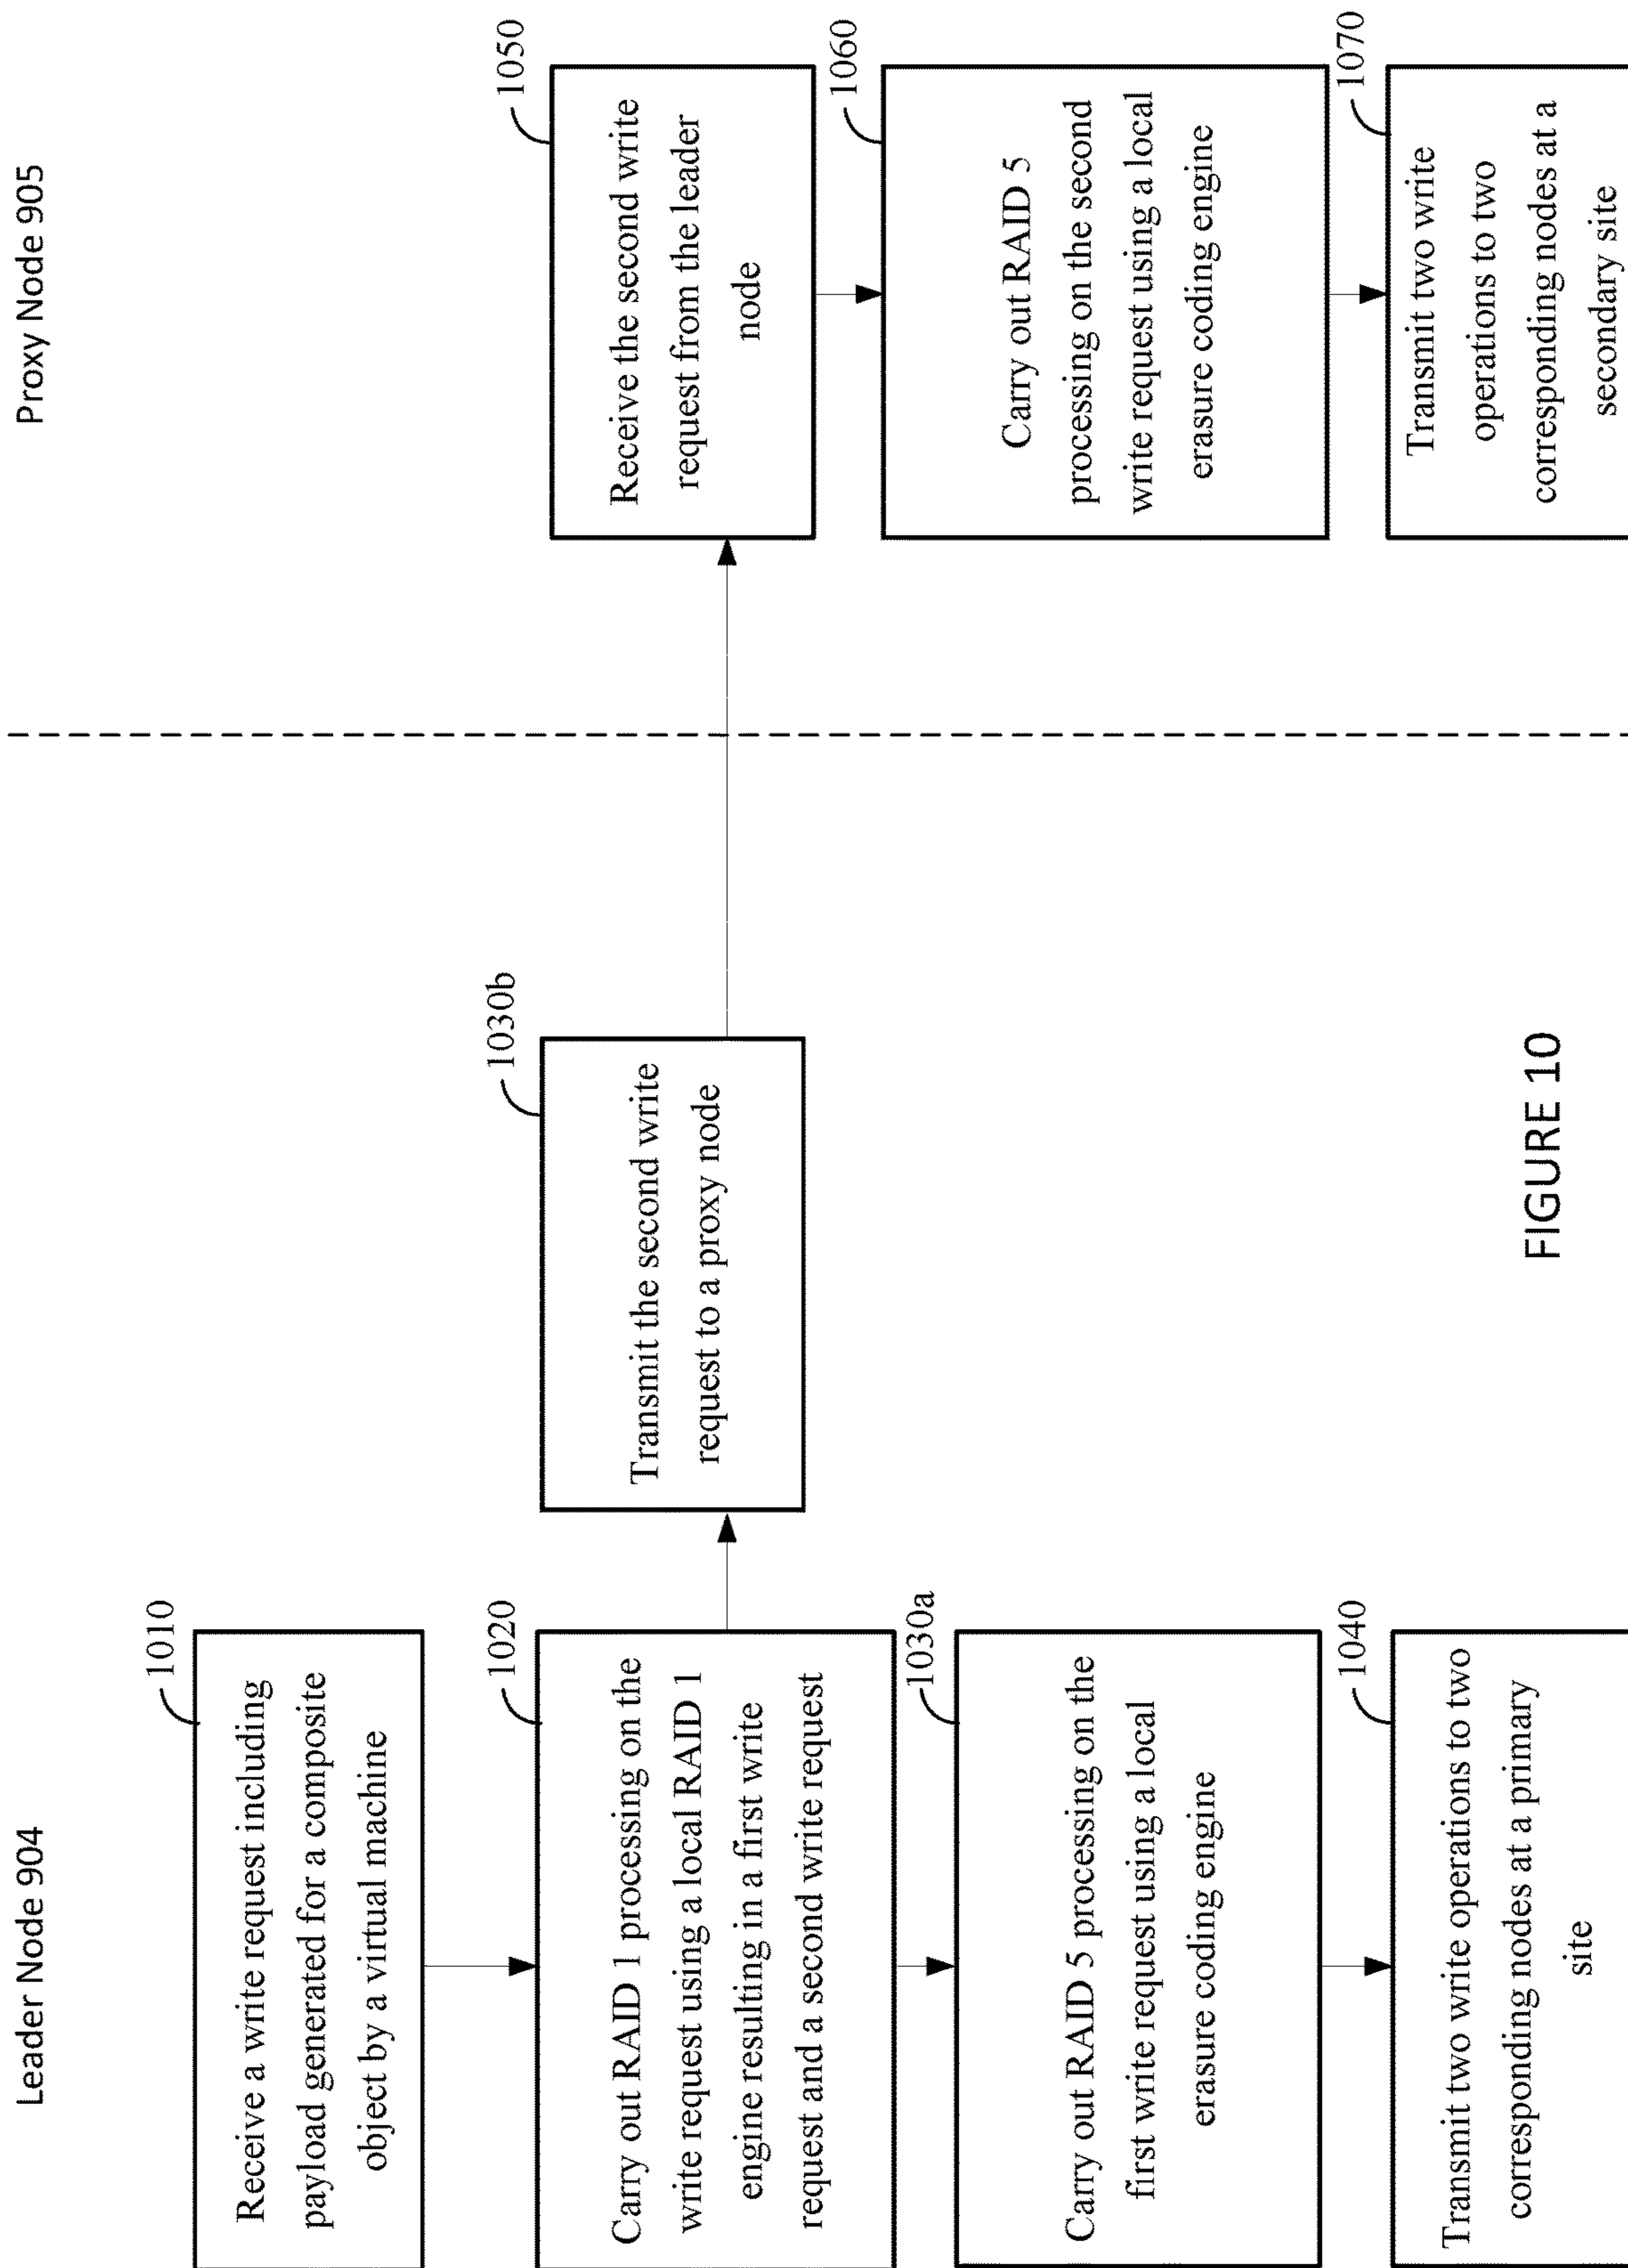 Leader Node 904
Proxy Node 905
1010
Receive a write request including
payload generated for a composite
object by a virtual machine
1020
Carry out RAID 1 processing on the
write request using a local RAID 1
engine resulting in a first write
request and a second write request
1030b
Transmit the second write
request to a proxy node
1050
Receive the second write
request from the leader
node
1030a
Carry out RAID 5 processing on the
first write request using a local
erasure coding engine
1060
Carry out RAID 5
processing on the second
write request using a local
erasure coding engine
1040
Transmit two write operations to two
corresponding nodes at a primary
site
1070
Transmit two write
operations to two
corresponding nodes at a
secondary site
FIGURE 10